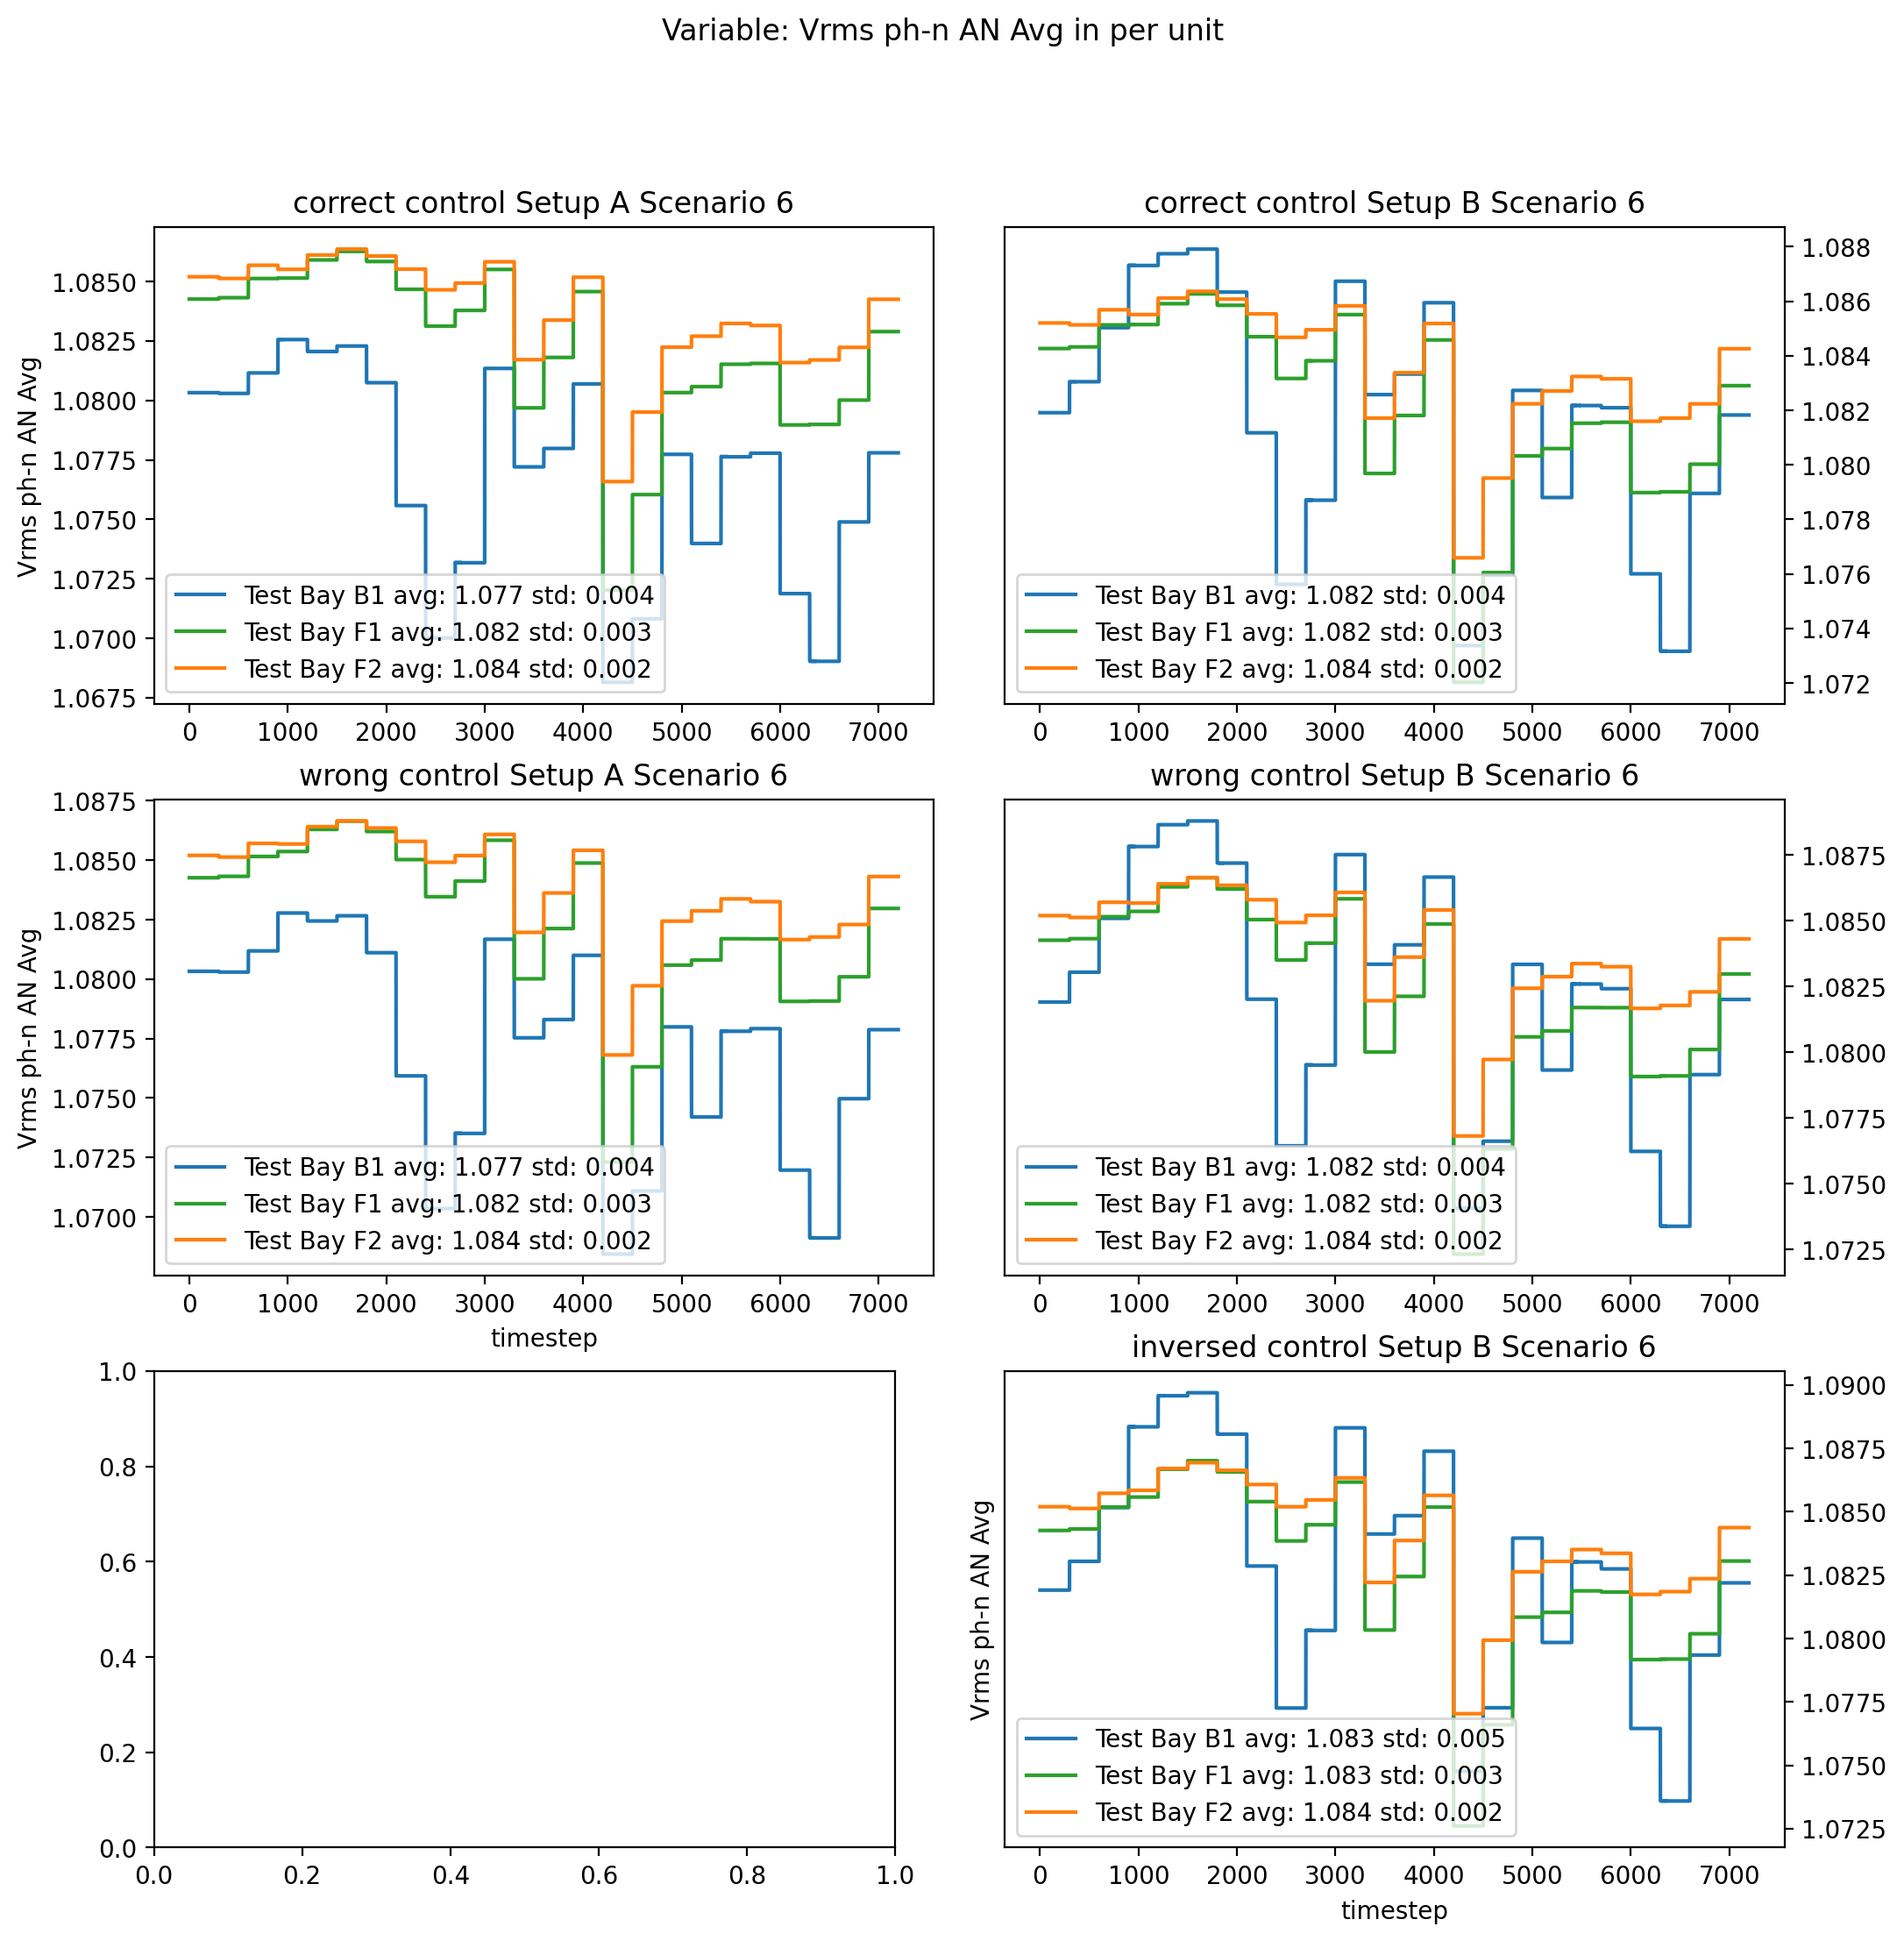 Variable: Vrms ph-n AN Avg in per unit
correct control Setup A Scenario 6
Vrms ph-n AN Avg
1.0850
1.0825
1.0800
1.0775
1.0750
1.0725
1.0700
1.0675
Test Bay B1 avg: 1.077 std: 0.004
Test Bay F1 avg: 1.082 std: 0.003
Test Bay F2 avg: 1.084 std: 0.002
0 1000 2000 3000 4000 5000 6000 7000
correct control Setup B Scenario 6
1.088
1.086
1.084
1.082
1.080
1.078
1.076
1.074
1.072
Test Bay B1 avg: 1.082 std: 0.004
Test Bay F1 avg: 1.082 std: 0.003
Test Bay F2 avg: 1.084 std: 0.002
0 1000 2000 3000 4000 5000 6000 7000
wrong control Setup A Scenario 6
Vrms ph-n AN Avg
1.0875
1.0850
1.0825
1.0800
1.0775
1.0750
1.0725
1.0700
Test Bay B1 avg: 1.077 std: 0.004
Test Bay F1 avg: 1.082 std: 0.003
Test Bay F2 avg: 1.084 std: 0.002
0 1000 2000 3000 4000 5000 6000 7000
timestep
wrong control Setup B Scenario 6
1.0875
1.0850
1.0825
1.0800
1.0775
1.0750
1.0725
Test Bay B1 avg: 1.082 std: 0.004
Test Bay F1 avg: 1.082 std: 0.003
Test Bay F2 avg: 1.084 std: 0.002
0 1000 2000 3000 4000 5000 6000 7000
1.0
0.8
0.6
0.4
0.2
0.0
0.0 0.2 0.4 0.6 0.8 1.0
inversed control Setup B Scenario 6
Vrms ph-n AN Avg
1.0900
1.0875
1.0850
1.0825
1.0800
1.0775
1.0750
1.0725
Test Bay B1 avg: 1.083 std: 0.005
Test Bay F1 avg: 1.083 std: 0.003
Test Bay F2 avg: 1.084 std: 0.002
0 1000 2000 3000 4000 5000 6000 7000
timestep